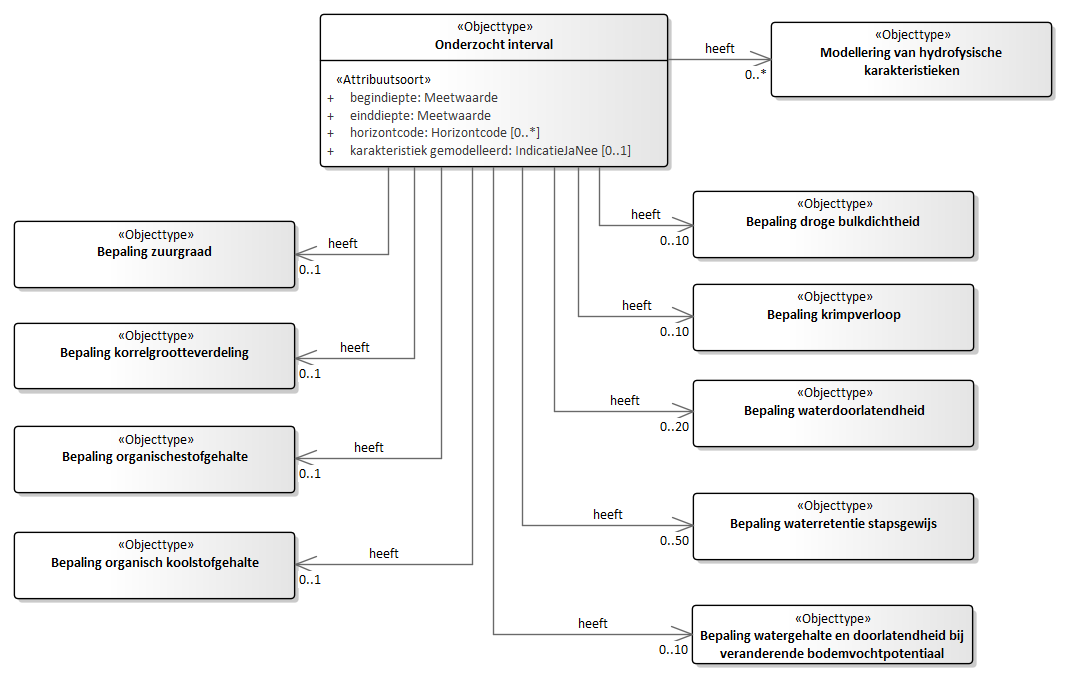 «Objecttype»
Onderzocht interval
«Attribuutsoort»
+ begindiepte: Meetwaarde
+ einddiepte: Meetwaarde
+ horizontcode: Horizontcode [0..*]
+ karakteristiek gemodelleerd: IndicatieJaNee [0..1]
heeft
0..*
«Objecttype»
Modellering van hydrofysische
karakteristieken
«Objecttype»
Bepaling zuurgraad
heeft
0..1
«Objecttype»
Bepaling korrelgrootteverdeling
heeft
0..1
«Objecttype»
Bepaling organischestofgehalte
heeft
0..1
«Objecttype»
Bepaling organisch koolstofgehalte
heeft
0..1
heeft
0..10
«Objecttype»
Bepaling droge bulkdichtheid
heeft
0..10
«Objecttype»
Bepaling krimpverloop
heeft
0..20
«Objecttype»
Bepaling waterdoorlatendheid
heeft
0..50
«Objecttype»
Bepaling waterretentie stapsgewijs
heeft
0..10
«Objecttype»
Bepaling watergehalte en doorlatendheid bij
veranderende bodemvochtpotentiaal